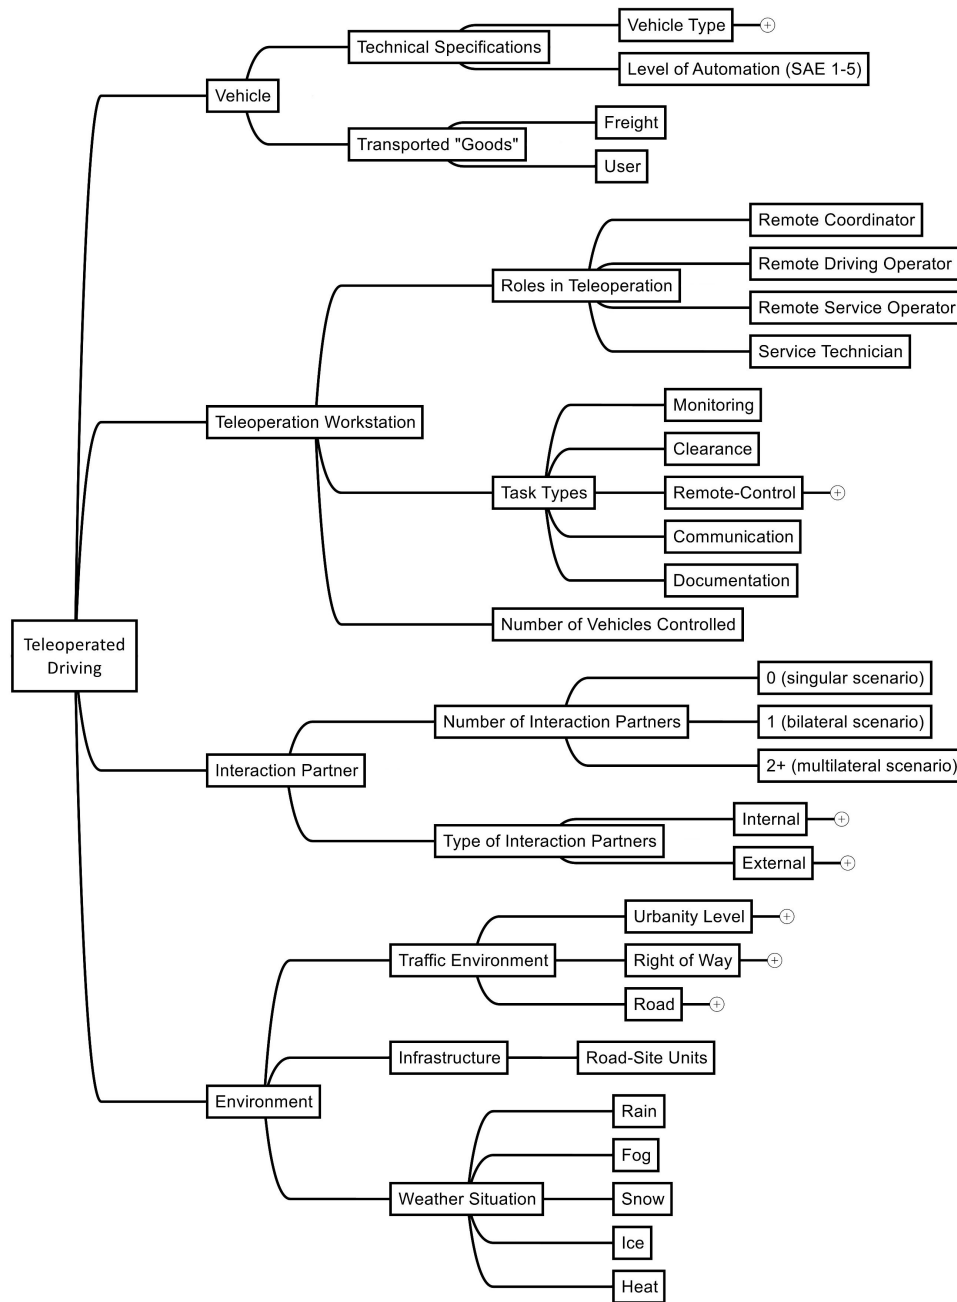 Vehicle Type
Technical Specifications
Level of Automation (SAE 1-5)
Vehicle
Freight
Transported "Goods"
User
Remote Coordinator
Remote Driving Operator
Roles in Teleoperation
Remote Service Operator
Service Technician
Monitoring
Teleoperation Workstation
Clearance
Task Types
Remote-Control
Communication
Documentation
Number of Vehicles Controlled
Teleoperated
Driving
0 (singular scenario)
Number of Interaction Partners
1 (bilateral scenario)
2+ (multilateral scenario)
Interaction Partner
Internal
Type of Interaction Partners
External
Urbanity Level
Traffic Environment
Right of Way
Road
Infrastructure
Road-Site Units
Environment
Rain
Fog
Weather Situation
Snow
Ice
Heat